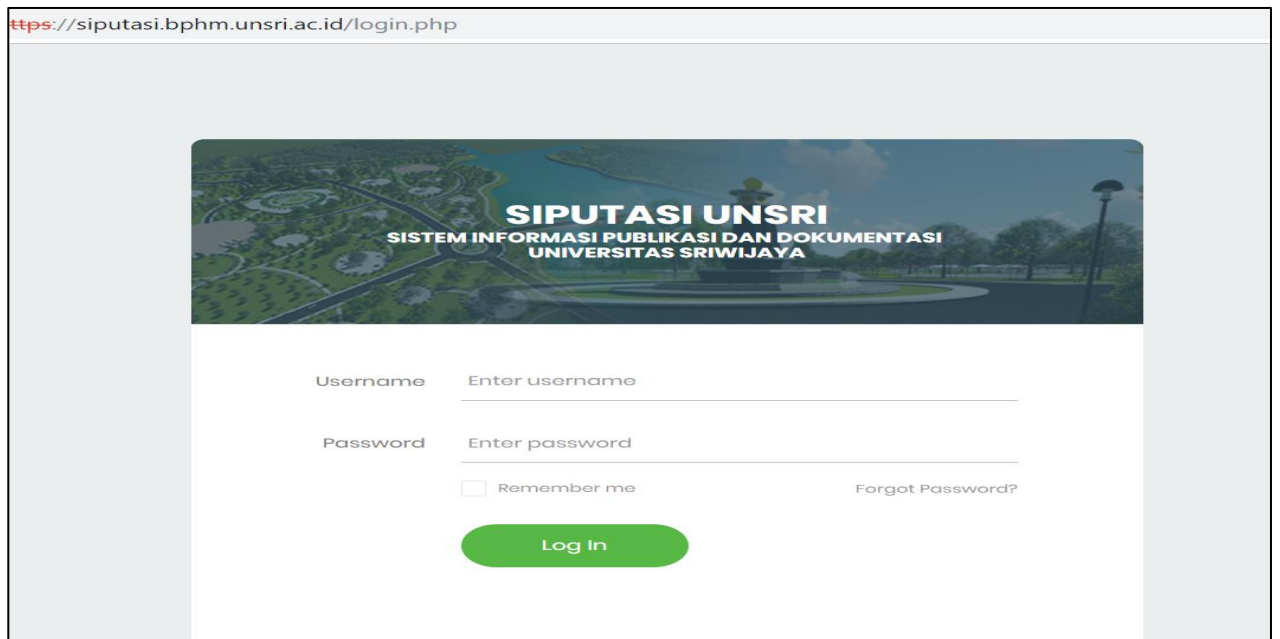 ttps://siputasi.bphm.unsri.ac.id/login.php
SIPUTASI UNSRI
SISTEM INFORMASI PUBLIKASI DAN DOKUMENTASI
UNIVERSITAS SRIWIJAYA
Username Enter username
Password Enter password
Remember me Forgot Password?
Log In